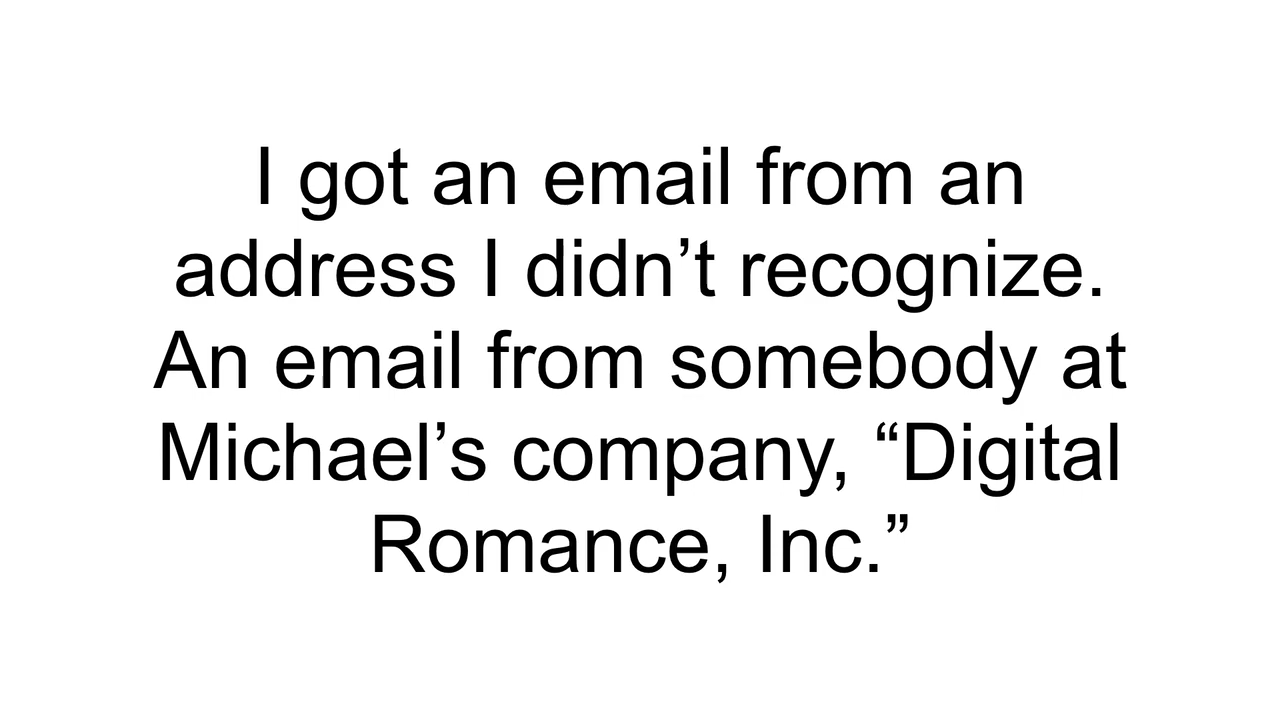 I got an email from an
address I didn’t recognize.
An email from somebody at
Michael’s company, “Digital
Romance, Inc.”